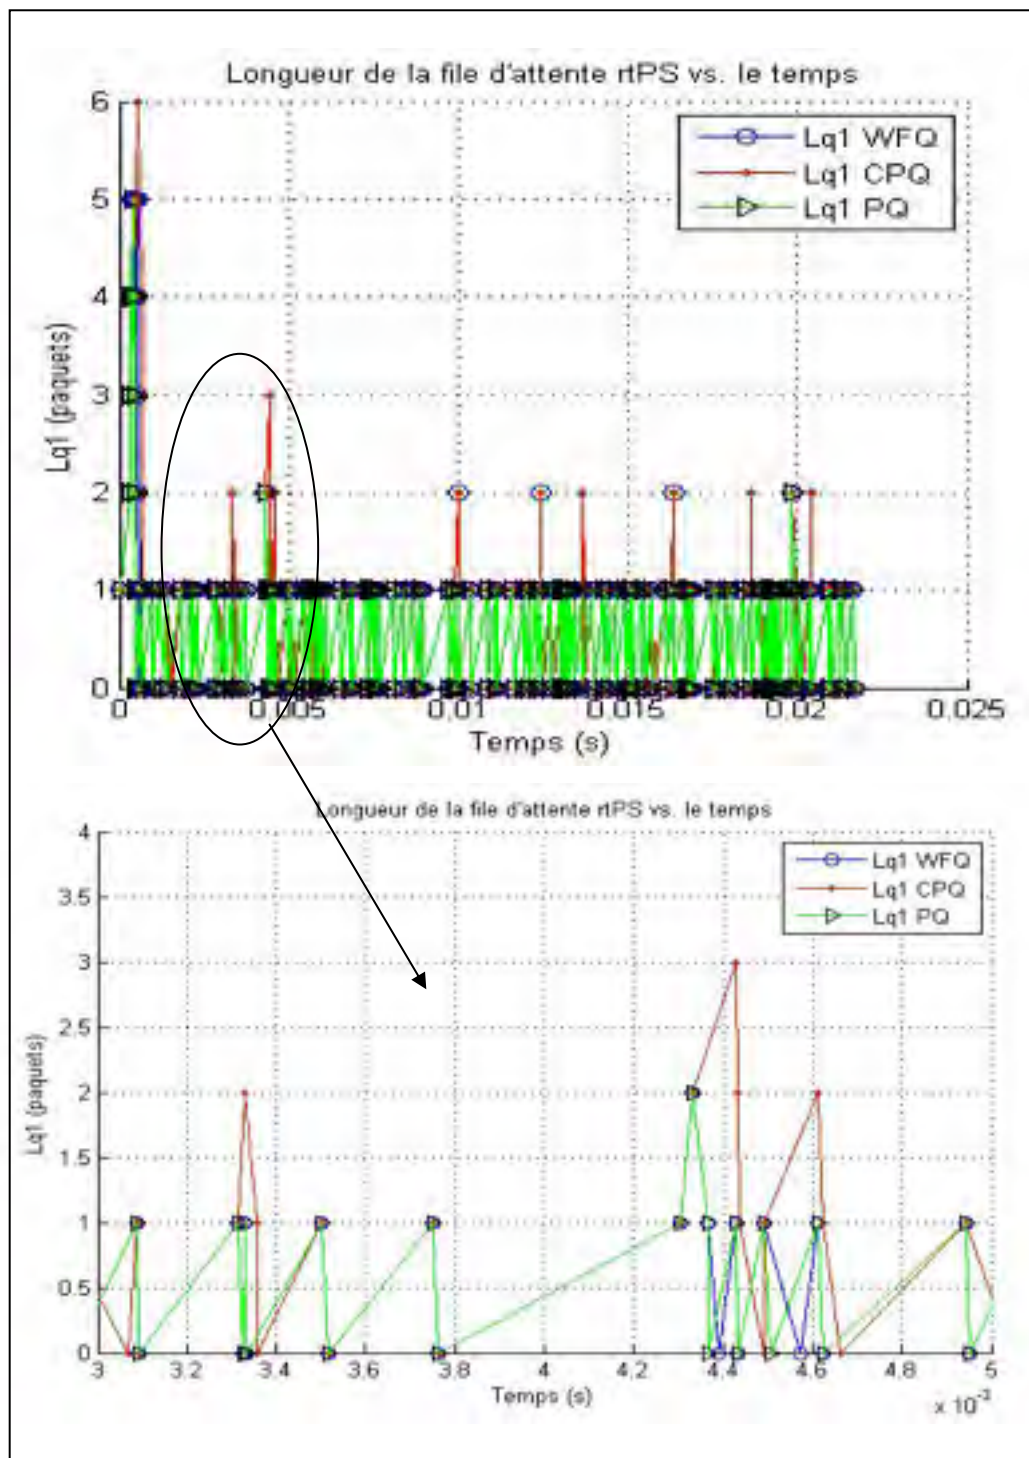 Longueur de la file d'attente rtPS vs. le temps
Lq1 WFQ
Lq1 CPQ
Lq1 PQ
6
5
4
3
2
1
0
Lq1 (paquets)
0 0.005 0.01 0.015 0.02 0.025
Temps (s)
Longueur de la file d'attente rtPS vs. le temps
Lq1 WFQ
Lq1 CPQ
Lq1 PQ
4
3.5
3
2.5
2
1.5
1
0.5
0
Lq1 (paquets)
3 3.2 3.4 3.6 3.8 4 4.2 4.4 4.6 4.8 5
Temps (s)
x 10⁻³